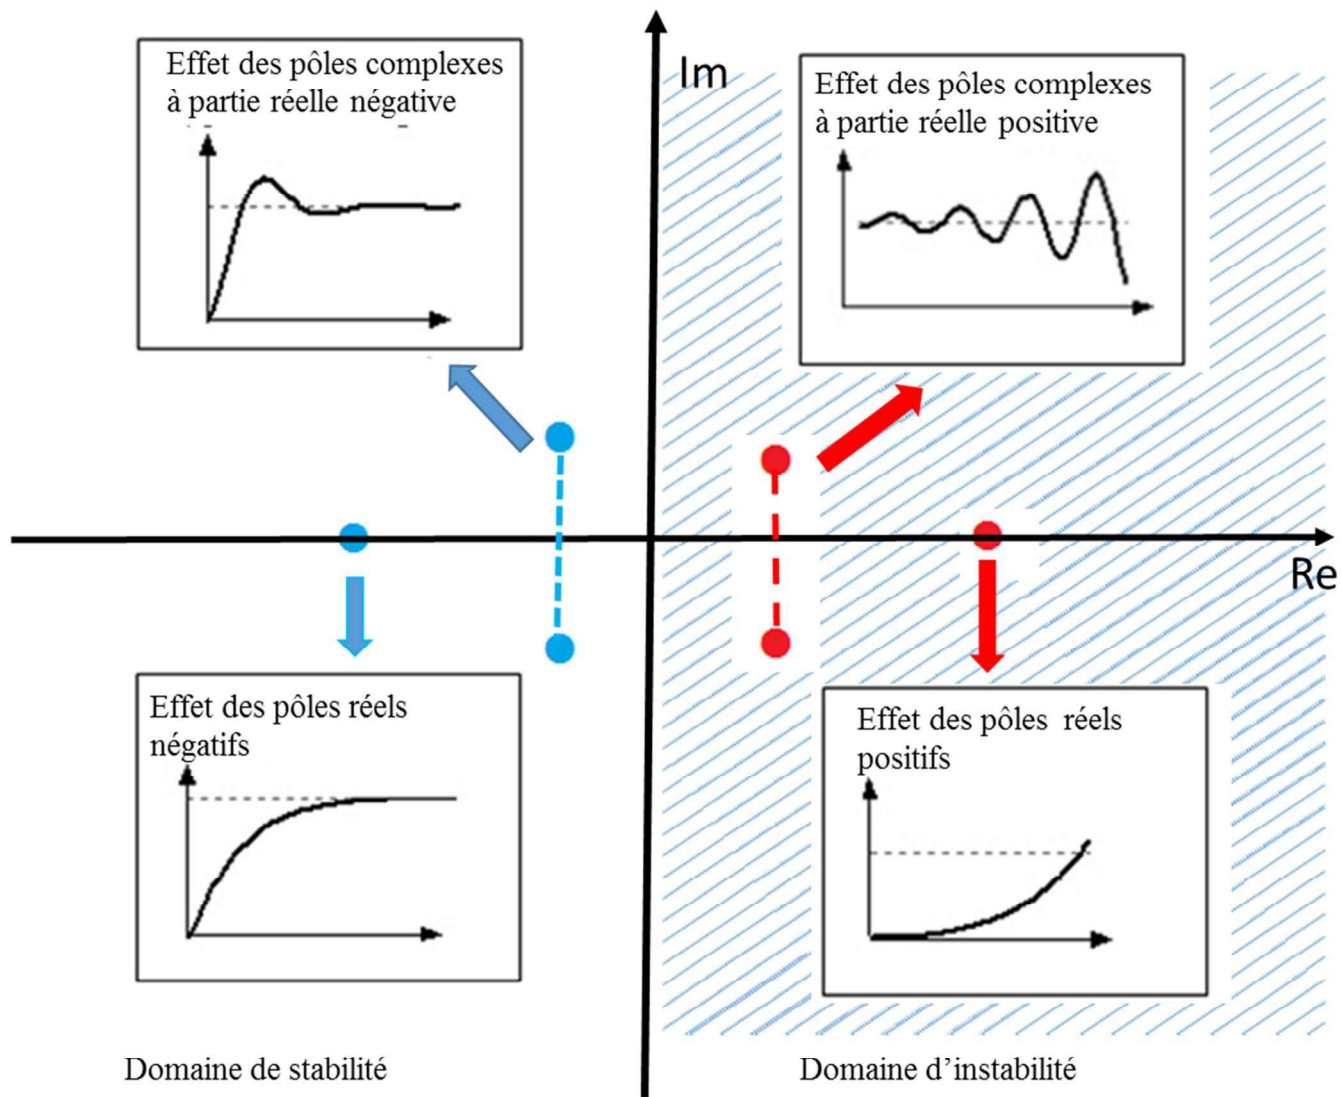 Effet des pôles complexes
à partie réelle négative
Im
Effet des pôles complexes
à partie réelle positive
Re
Effet des pôles réels
négatifs
Effet des pôles réels
positifs
Domaine de stabilité
Domaine d’instabilité